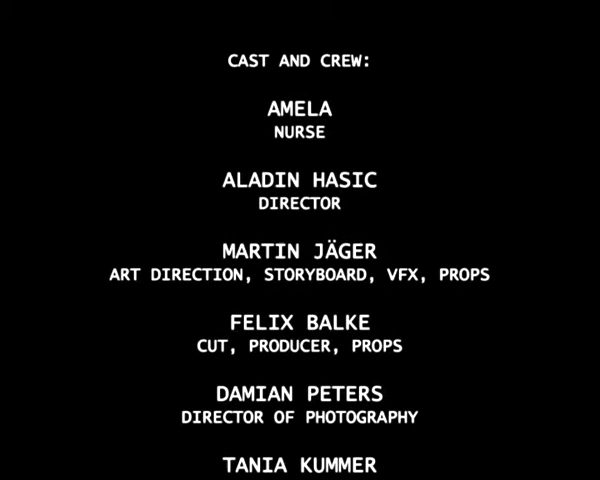 CAST AND CREW:
AMELA
NURSE
ALADIN HASIC
DIRECTOR
MARTIN JÄGER
ART DIRECTION, STORYBOARD, VFX, PROPS
FELIX BALKE
CUT, PRODUCER, PROPS
DAMIAN PETERS
DIRECTOR OF PHOTOGRAPHY
TANIA KUMMER